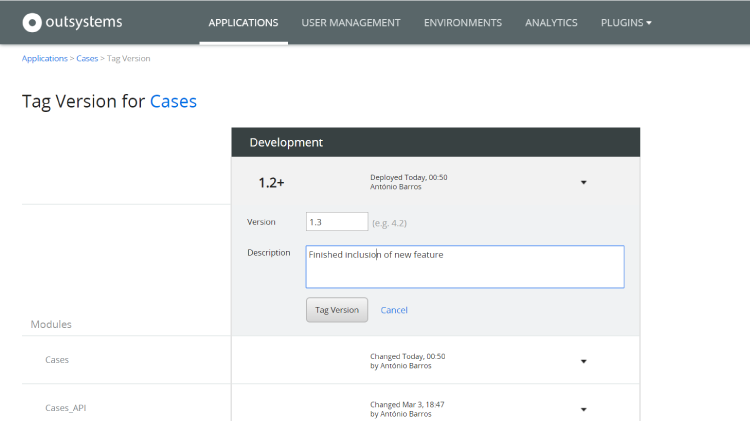 outsystems
APPLICATIONS
USER MANAGEMENT
ENVIRONMENTS
ANALYTICS
PLUGINS
Applications > Cases > Tag Version
Tag Version for Cases
Development
1.2+
Deployed Today, 00:50
António Barros
Version
1.3
(e.g. 4.2)
Description
Finished inclusion of new feature
Tag Version
Cancel
Modules
Cases
Changed Today, 00:50
by António Barros
Cases_API
Changed Mar 3, 18:47
by António Barros